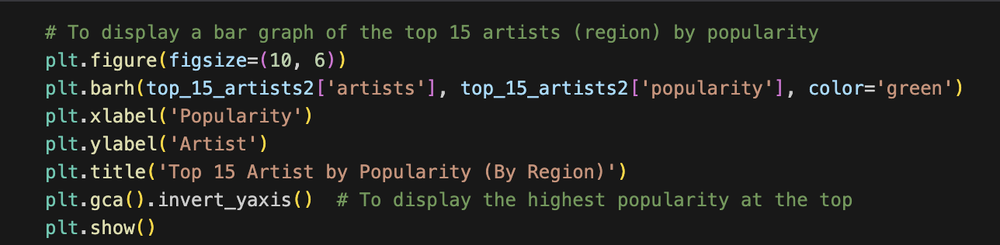 # To display a bar graph of the top 15 artists (region) by popularity
plt.figure(figsize=(10, 6))
plt.barh(top_15_artists2['artists'], top_15_artists2['popularity'], color='green')
plt.xlabel('Popularity')
plt.ylabel('Artist')
plt.title('Top 15 Artist by Popularity (By Region)')
plt.gca().invert_yaxis()  # To display the highest popularity at the top
plt.show()